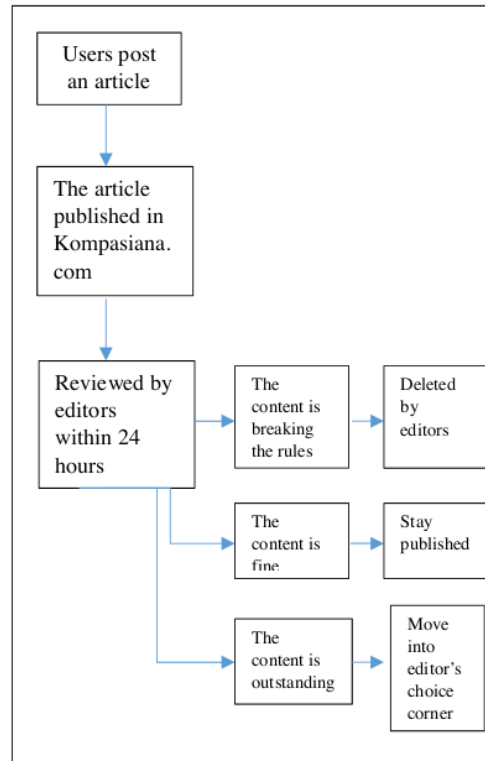 Users post
an article
The article
published in
Kompasiana.
com
Reviewed by
editors
within 24
hours
The
content is
breaking
the rules
Deleted
by
editors
The
content is
fine
Stay
published
The
content is
outstanding
Move
into
editor's
choice
corner